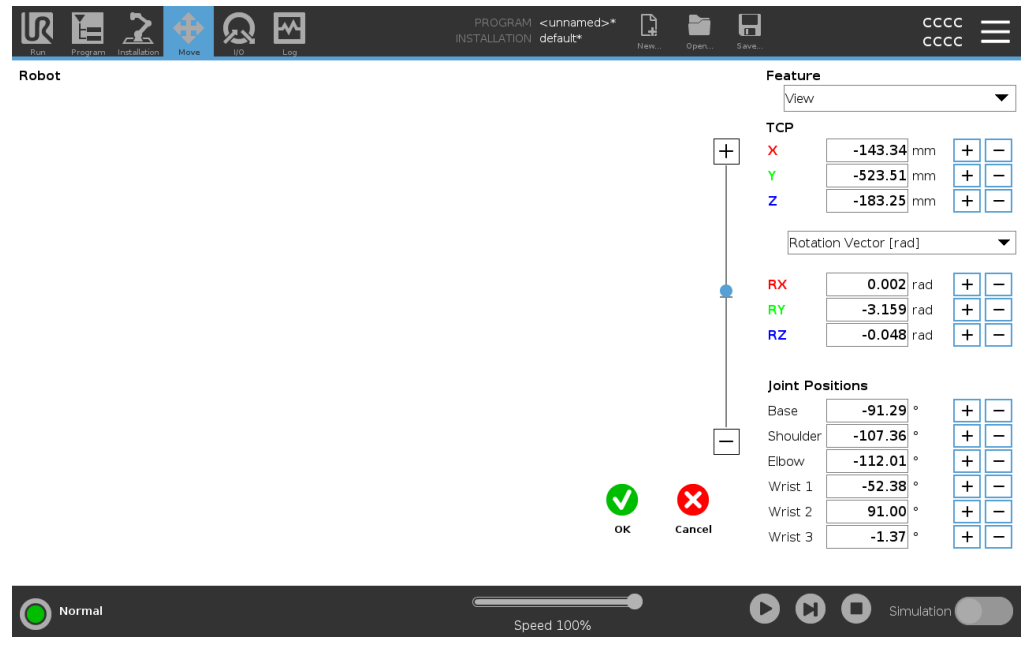 UR
Run
Program
Installation
Move
I/O
Log
PROGRAM <unnamed>*
INSTALLATION default*
New...
Open...
Save...
CCCC
CCCC
Robot
Feature
View
TCP
X -143.34 mm + −
Y -523.51 mm + −
Z -183.25 mm + −
Rotation Vector [rad]
RX 0.002 rad + −
RY -3.159 rad + −
RZ -0.048 rad + −
Joint Positions
Base -91.29 ° + −
Shoulder -107.36 ° + −
Elbow -112.01 ° + −
Wrist 1 -52.38 ° + −
Wrist 2 91.00 ° + −
Wrist 3 -1.37 ° + −
+
−
OK
Cancel
Normal
Speed 100%
Simulation